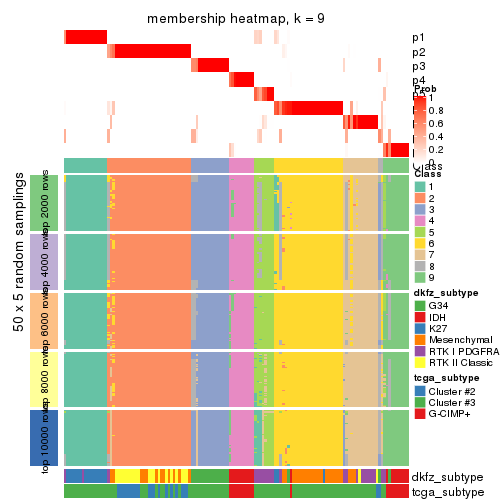 membership heatmap, k = 9
p1
p2
p3
p4
Prob
1
0.8
0.6
0.4
0.2
0
Class
Class
1
2
3
4
5
6
7
8
9
50 x 5 random samplings
top 2000 rows
top 4000 rows
top 6000 rows
top 8000 rows
top 10000 rows
dkfz_subtype
G34
IDH
K27
Mesenchymal
RTK I PDGFRA
RTK II Classic
tcga_subtype
Cluster #2
Cluster #3
G-CIMP+
dkfz_subtype
tcga_subtype